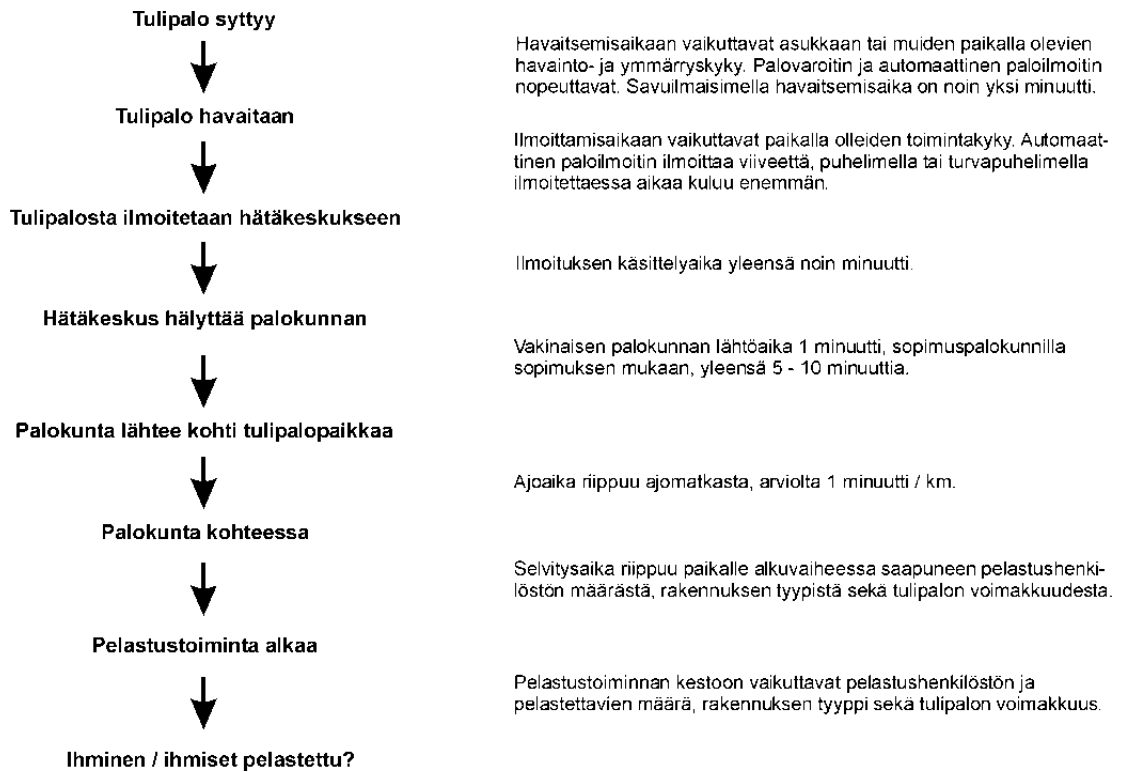 Tulipalo syttyy
Havaitsemisaikaan vaikuttavat asukkaan tai muiden paikalla olevien
havainto- ja ymmärryskyky. Palovaroitin ja automaattinen paloilmoitin
nopeuttavat. Savuilmaisimella havaitsemisaika on noin yksi minuutti.
Tulipalo havaitaan
Ilmoittamisaikaan vaikuttavat paikalla olleiden toimintakyky. Automaat-
tinen paloilmoitin ilmoittaa viiveettä, puhelimella tai turvapuhelimella
ilmoitettaessa aikaa kuluu enemmän.
Tulipalosta ilmoitetaan hätäkeskukseen
Ilmoituksen käsittelyaika yleensä noin minuutti.
Hätäkeskus hälyttää palokunnan
Vakinaisen palokunnan lähtöaika 1 minuutti, sopimuspalokunnilla
sopimuksen mukaan, yleensä 5 - 10 minuuttia.
Palokunta lähtee kohti tulipalopaikkaa
Ajoaika riippuu ajomatkasta, arviolta 1 minuutti / km.
Palokunta kohteessa
Selvitysaika riippuu paikalle alkuvaiheessa saapuneen pelastushenki-
löstön määrästä, rakennuksen tyypistä sekä tulipalon voimakkuudesta.
Pelastustoiminta alkaa
Pelastustoiminnan kestoon vaikuttavat pelastushenkilöstön ja
pelastettavien määrä, rakennuksen tyyppi sekä tulipalon voimakkuus.
Ihminen / ihmiset pelastettu?